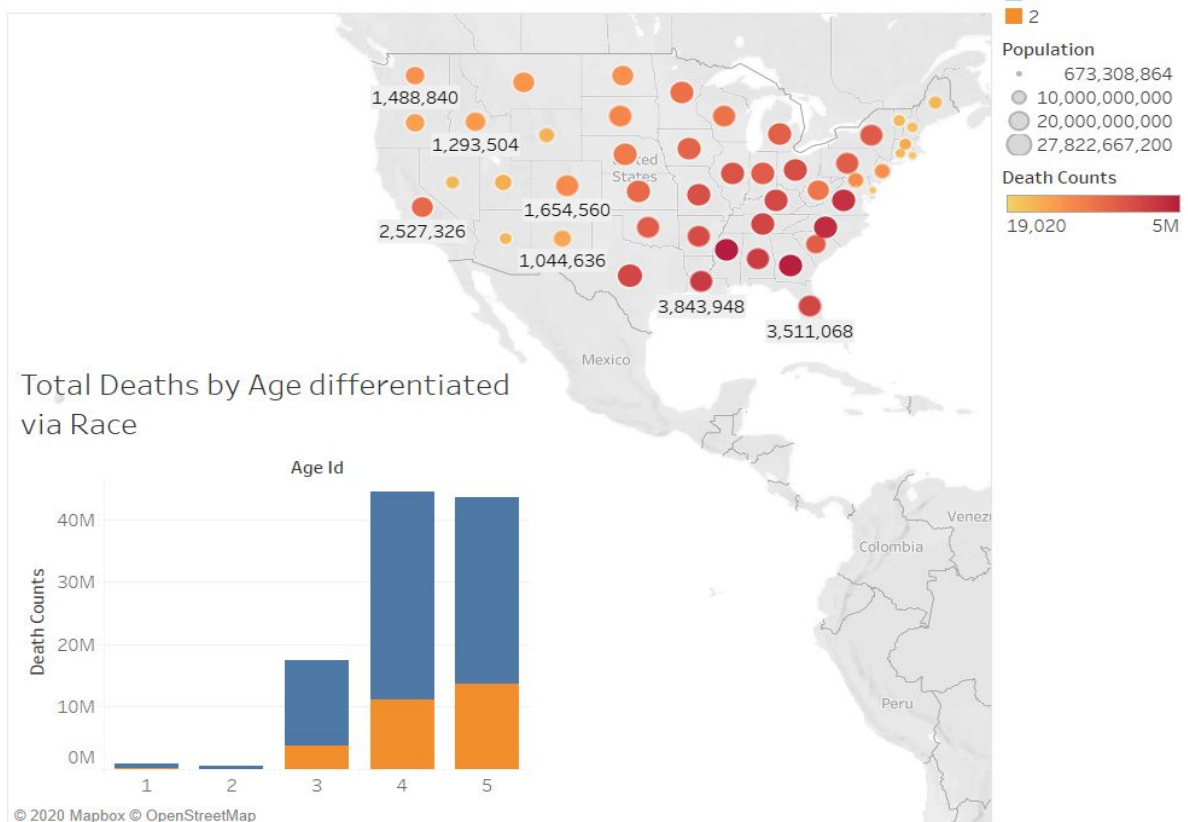 2
Population
673,308,864
10,000,000,000
20,000,000,000
27,822,667,200
Death Counts
19,020 5M
1,488,840
1,293,504
United
States
1,654,560
2,527,326
1,044,636
3,843,948
3,511,068
Mexico
Venezu
Colombia
Peru
Total Deaths by Age differentiated
via Race
Age Id
Death Counts
40M
30M
20M
10M
0M
1 2 3 4 5
© 2020 Mapbox © OpenStreetMap